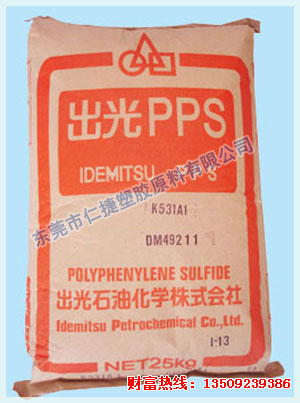 出光PPS
IDEMITSU PPS
东莞市仁捷塑胶原料有限公司
K531A1
DM49211
POLYPHENYLENE SULFIDE
出光石油化学株式会社
Idemitsu Petrochemical Co.,Ltd.
I-13
NET25kg
财富热线：13509239386